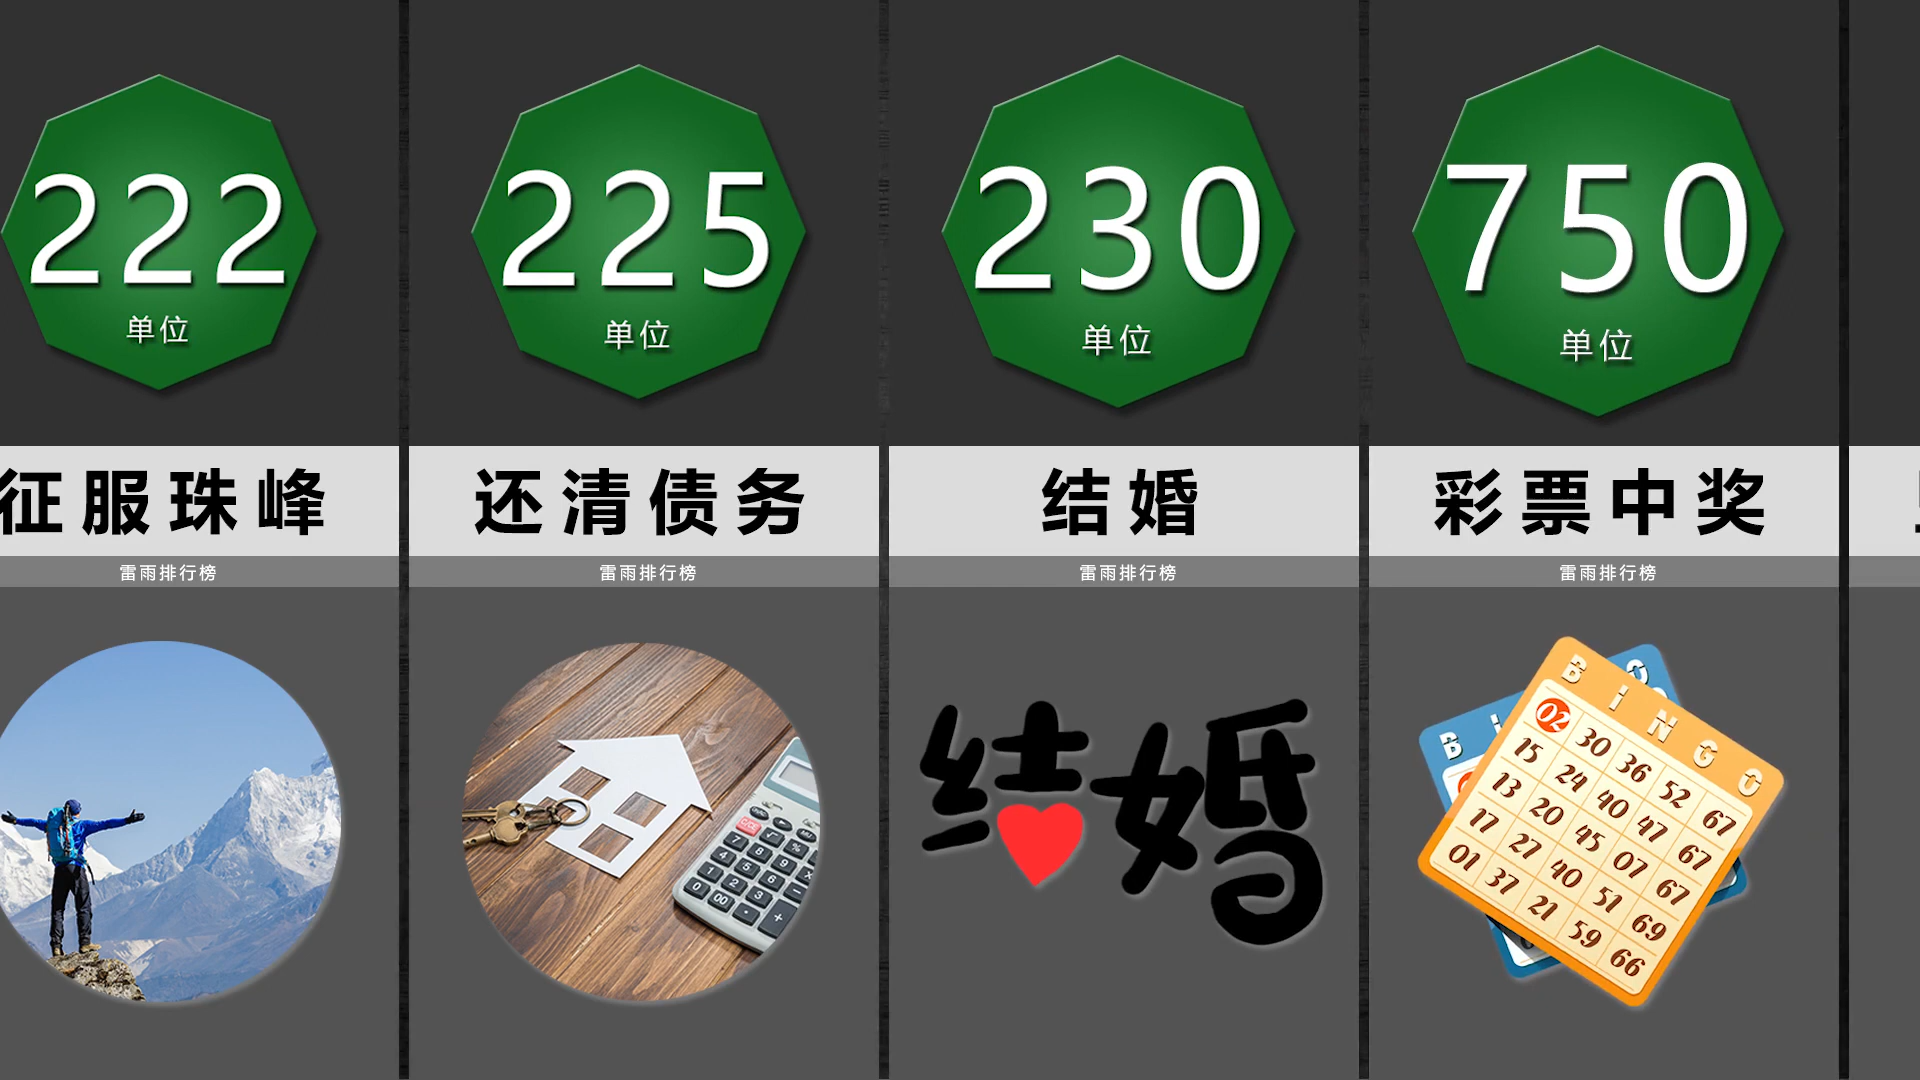 222
单位
征服珠峰
雷雨排行榜
225
单位
还清债务
雷雨排行榜
230
单位
结婚
雷雨排行榜
结婚
750
单位
彩票中奖
雷雨排行榜
BINGO
02 30 36 52 67
15 24 40 47 67
13 20 45 07 67
17 27 40 51 69
01 37 21 59 66